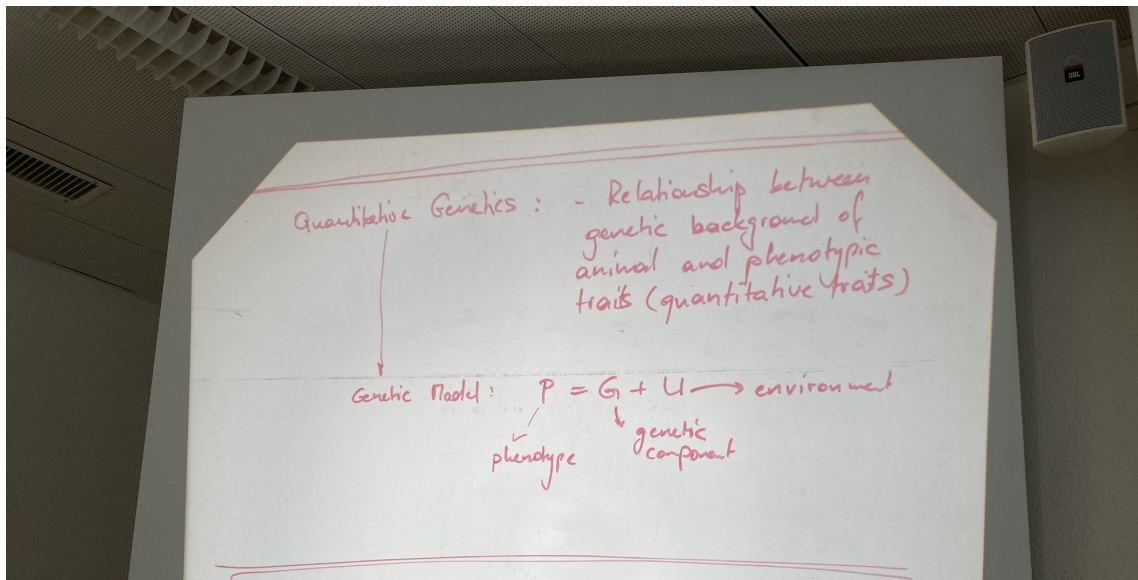 JBL
Quantitative Genetics : - Relationship between
genetic background of
animal and phenotypic
traits (quantitative traits)
Genetic Model : P = G + U → environment
genetic
phenotype component